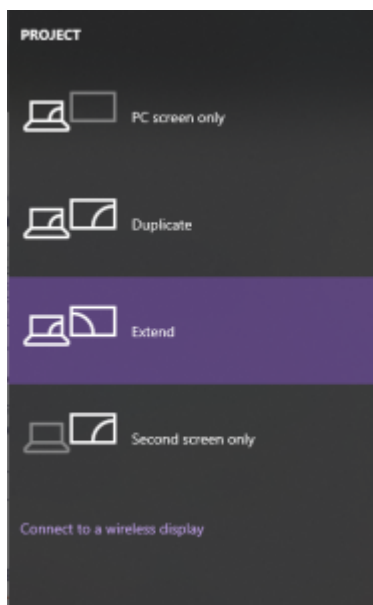 PROJECT
PC screen only
Duplicate
Extend
Second screen only
Connect to a wireless display